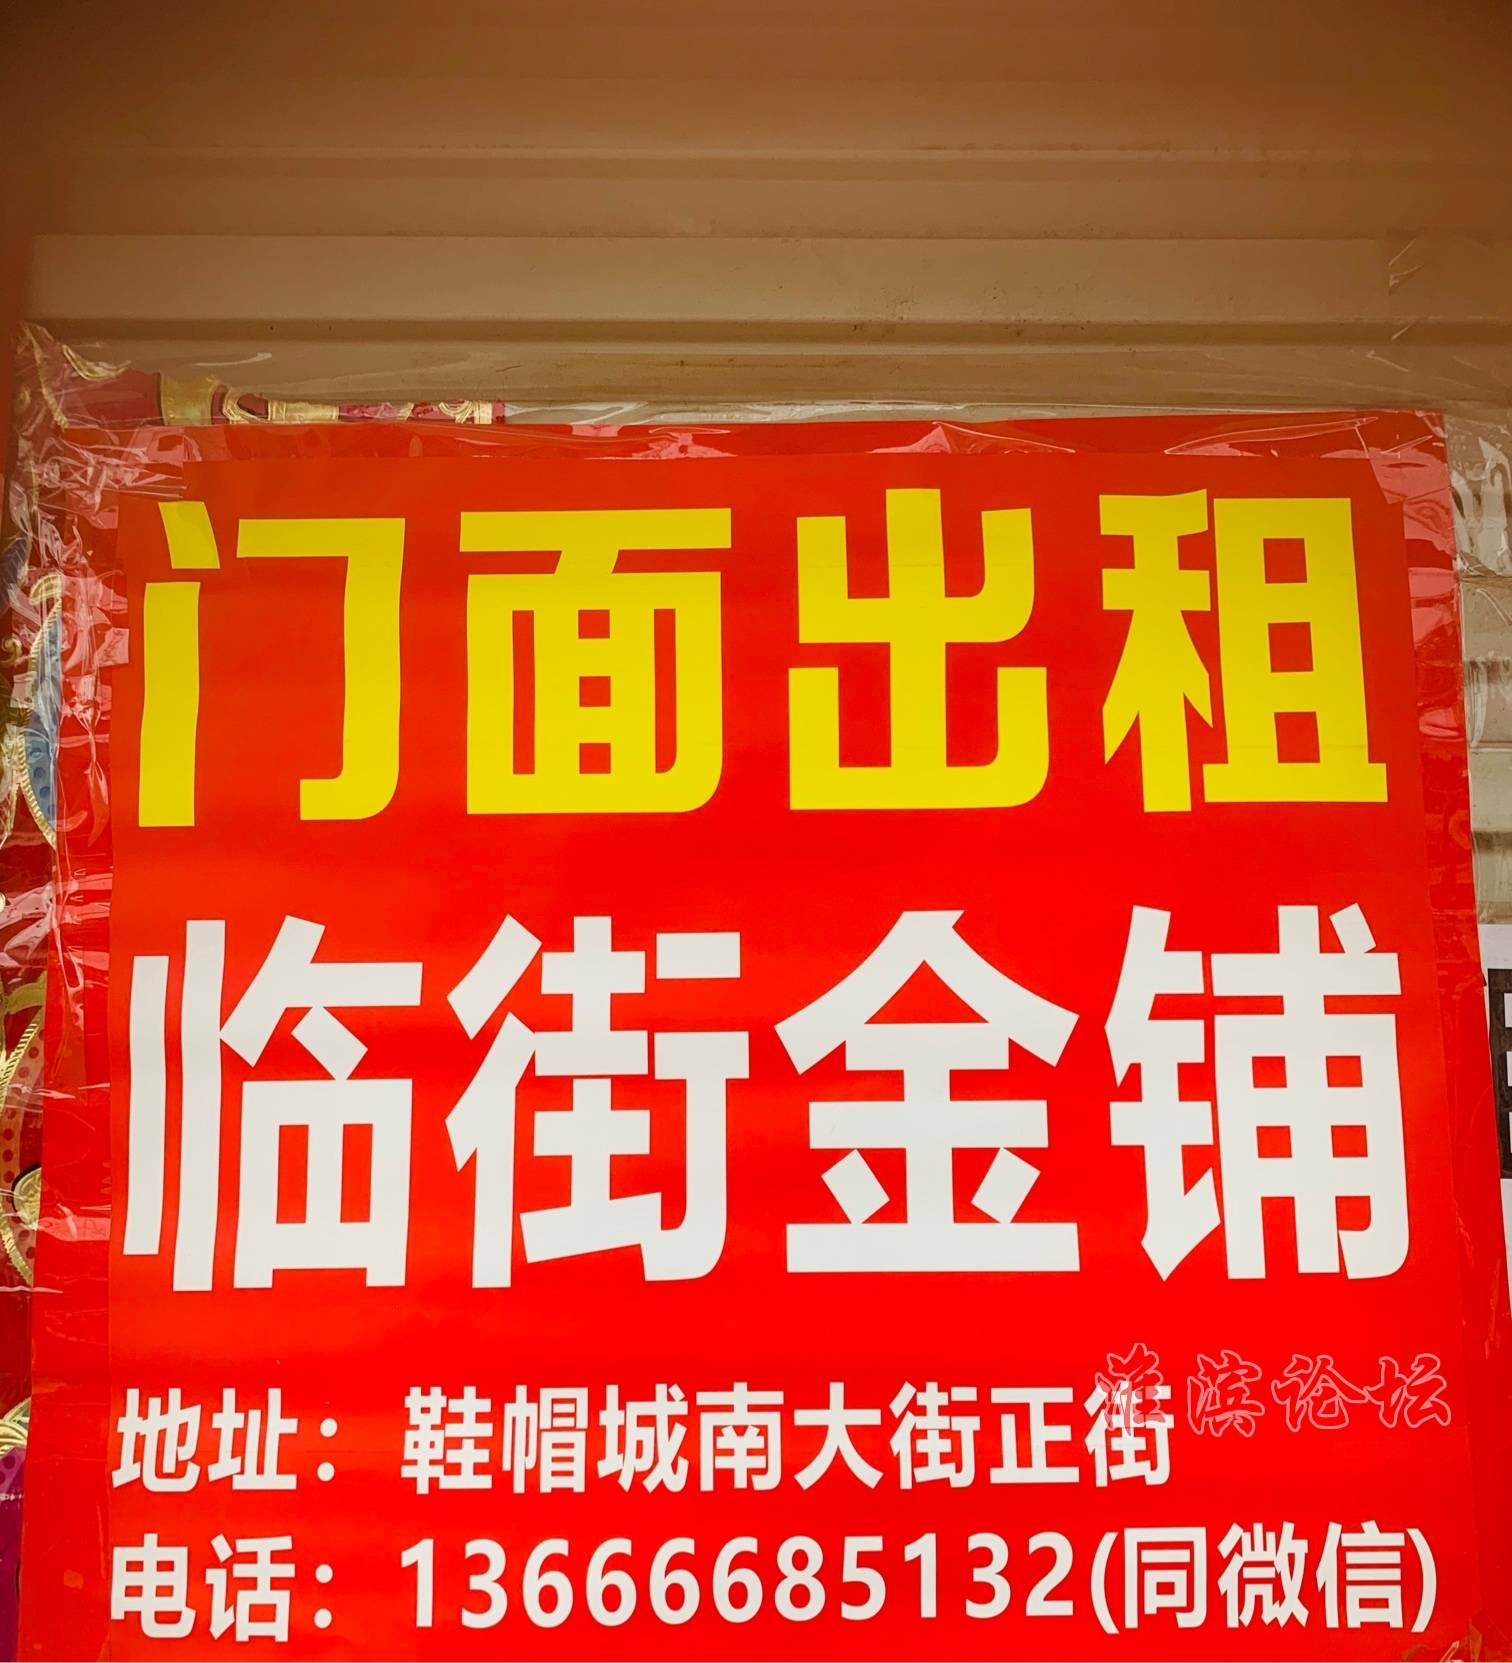 门面出租
临街金铺
淮滨论坛
地址：鞋帽城南大街正街
电话：13666685132(同微信)